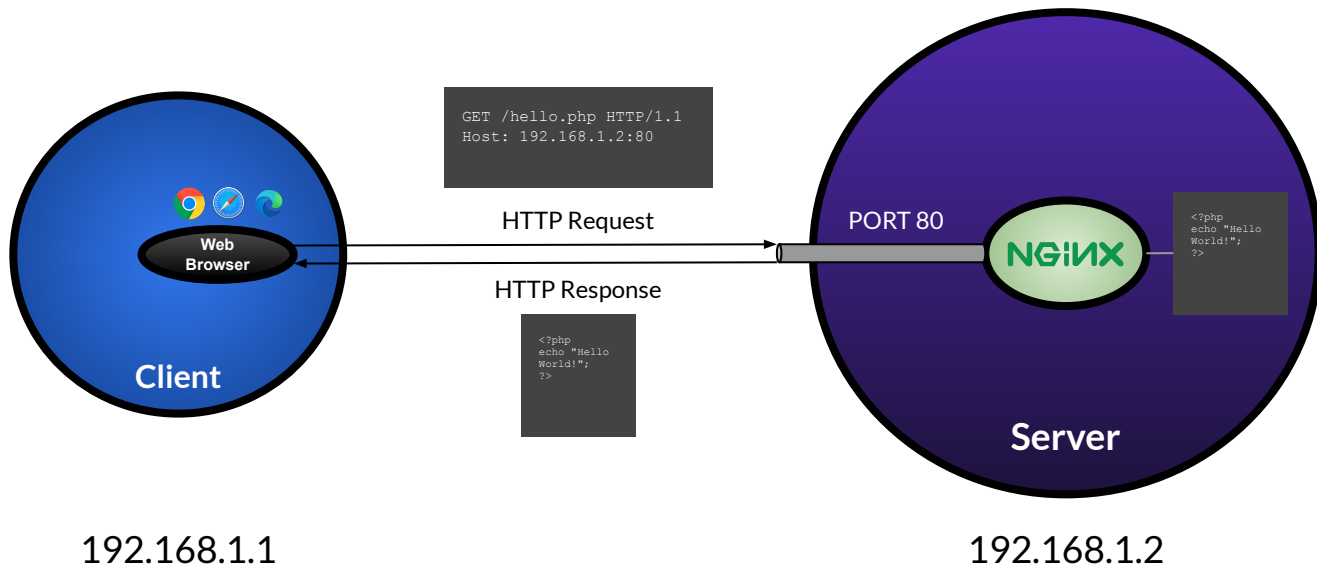 GET /hello.php HTTP/1.1
Host: 192.168.1.2:80
HTTP Request
PORT 80
Web
Browser
NGiNX
<?php
echo "Hello
World!";
?>
HTTP Response
<?php
echo "Hello
World!";
?>
Client
Server
192.168.1.1
192.168.1.2